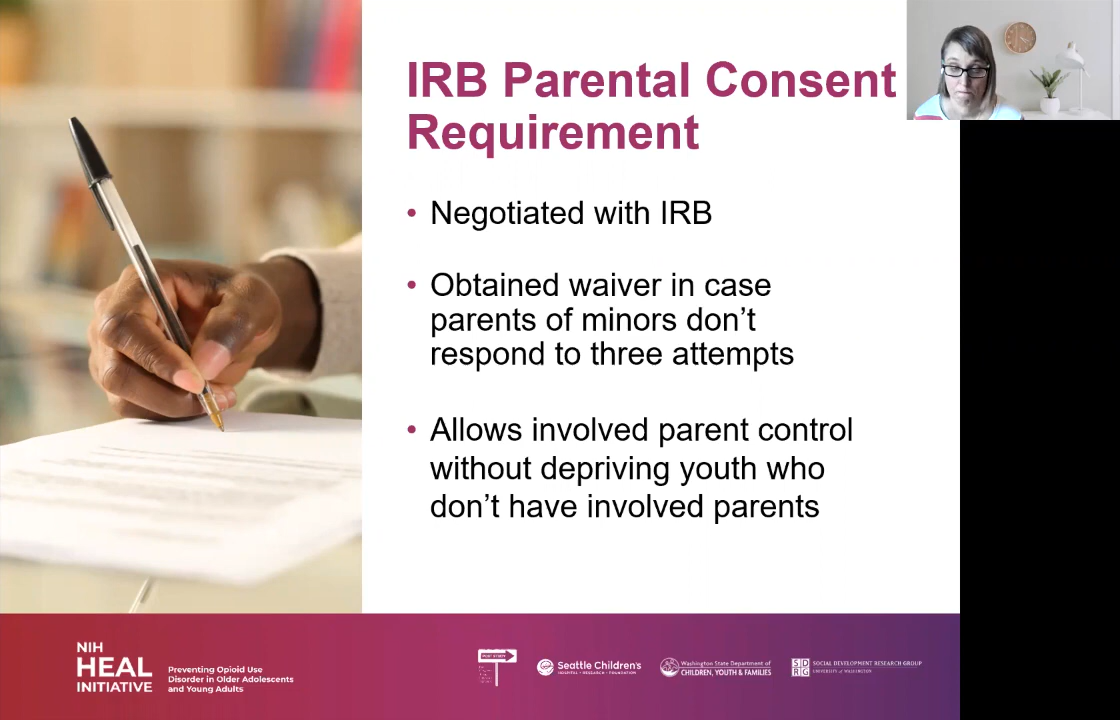 IRB Parental Consent
Requirement
• Negotiated with IRB
• Obtained waiver in case
parents of minors don't
respond to three attempts
• Allows involved parent control
without depriving youth who
don't have involved parents
NIH
HEAL
INITIATIVE
Preventing Opioid Use
Disorder in Older Adolescents
and Young Adults
Seattle Children's
HOSPITAL • RESEARCH • FOUNDATION
Washington State Department of
CHILDREN, YOUTH & FAMILIES
SDRG
SOCIAL DEVELOPMENT RESEARCH GROUP
UNIVERSITY of WASHINGTON